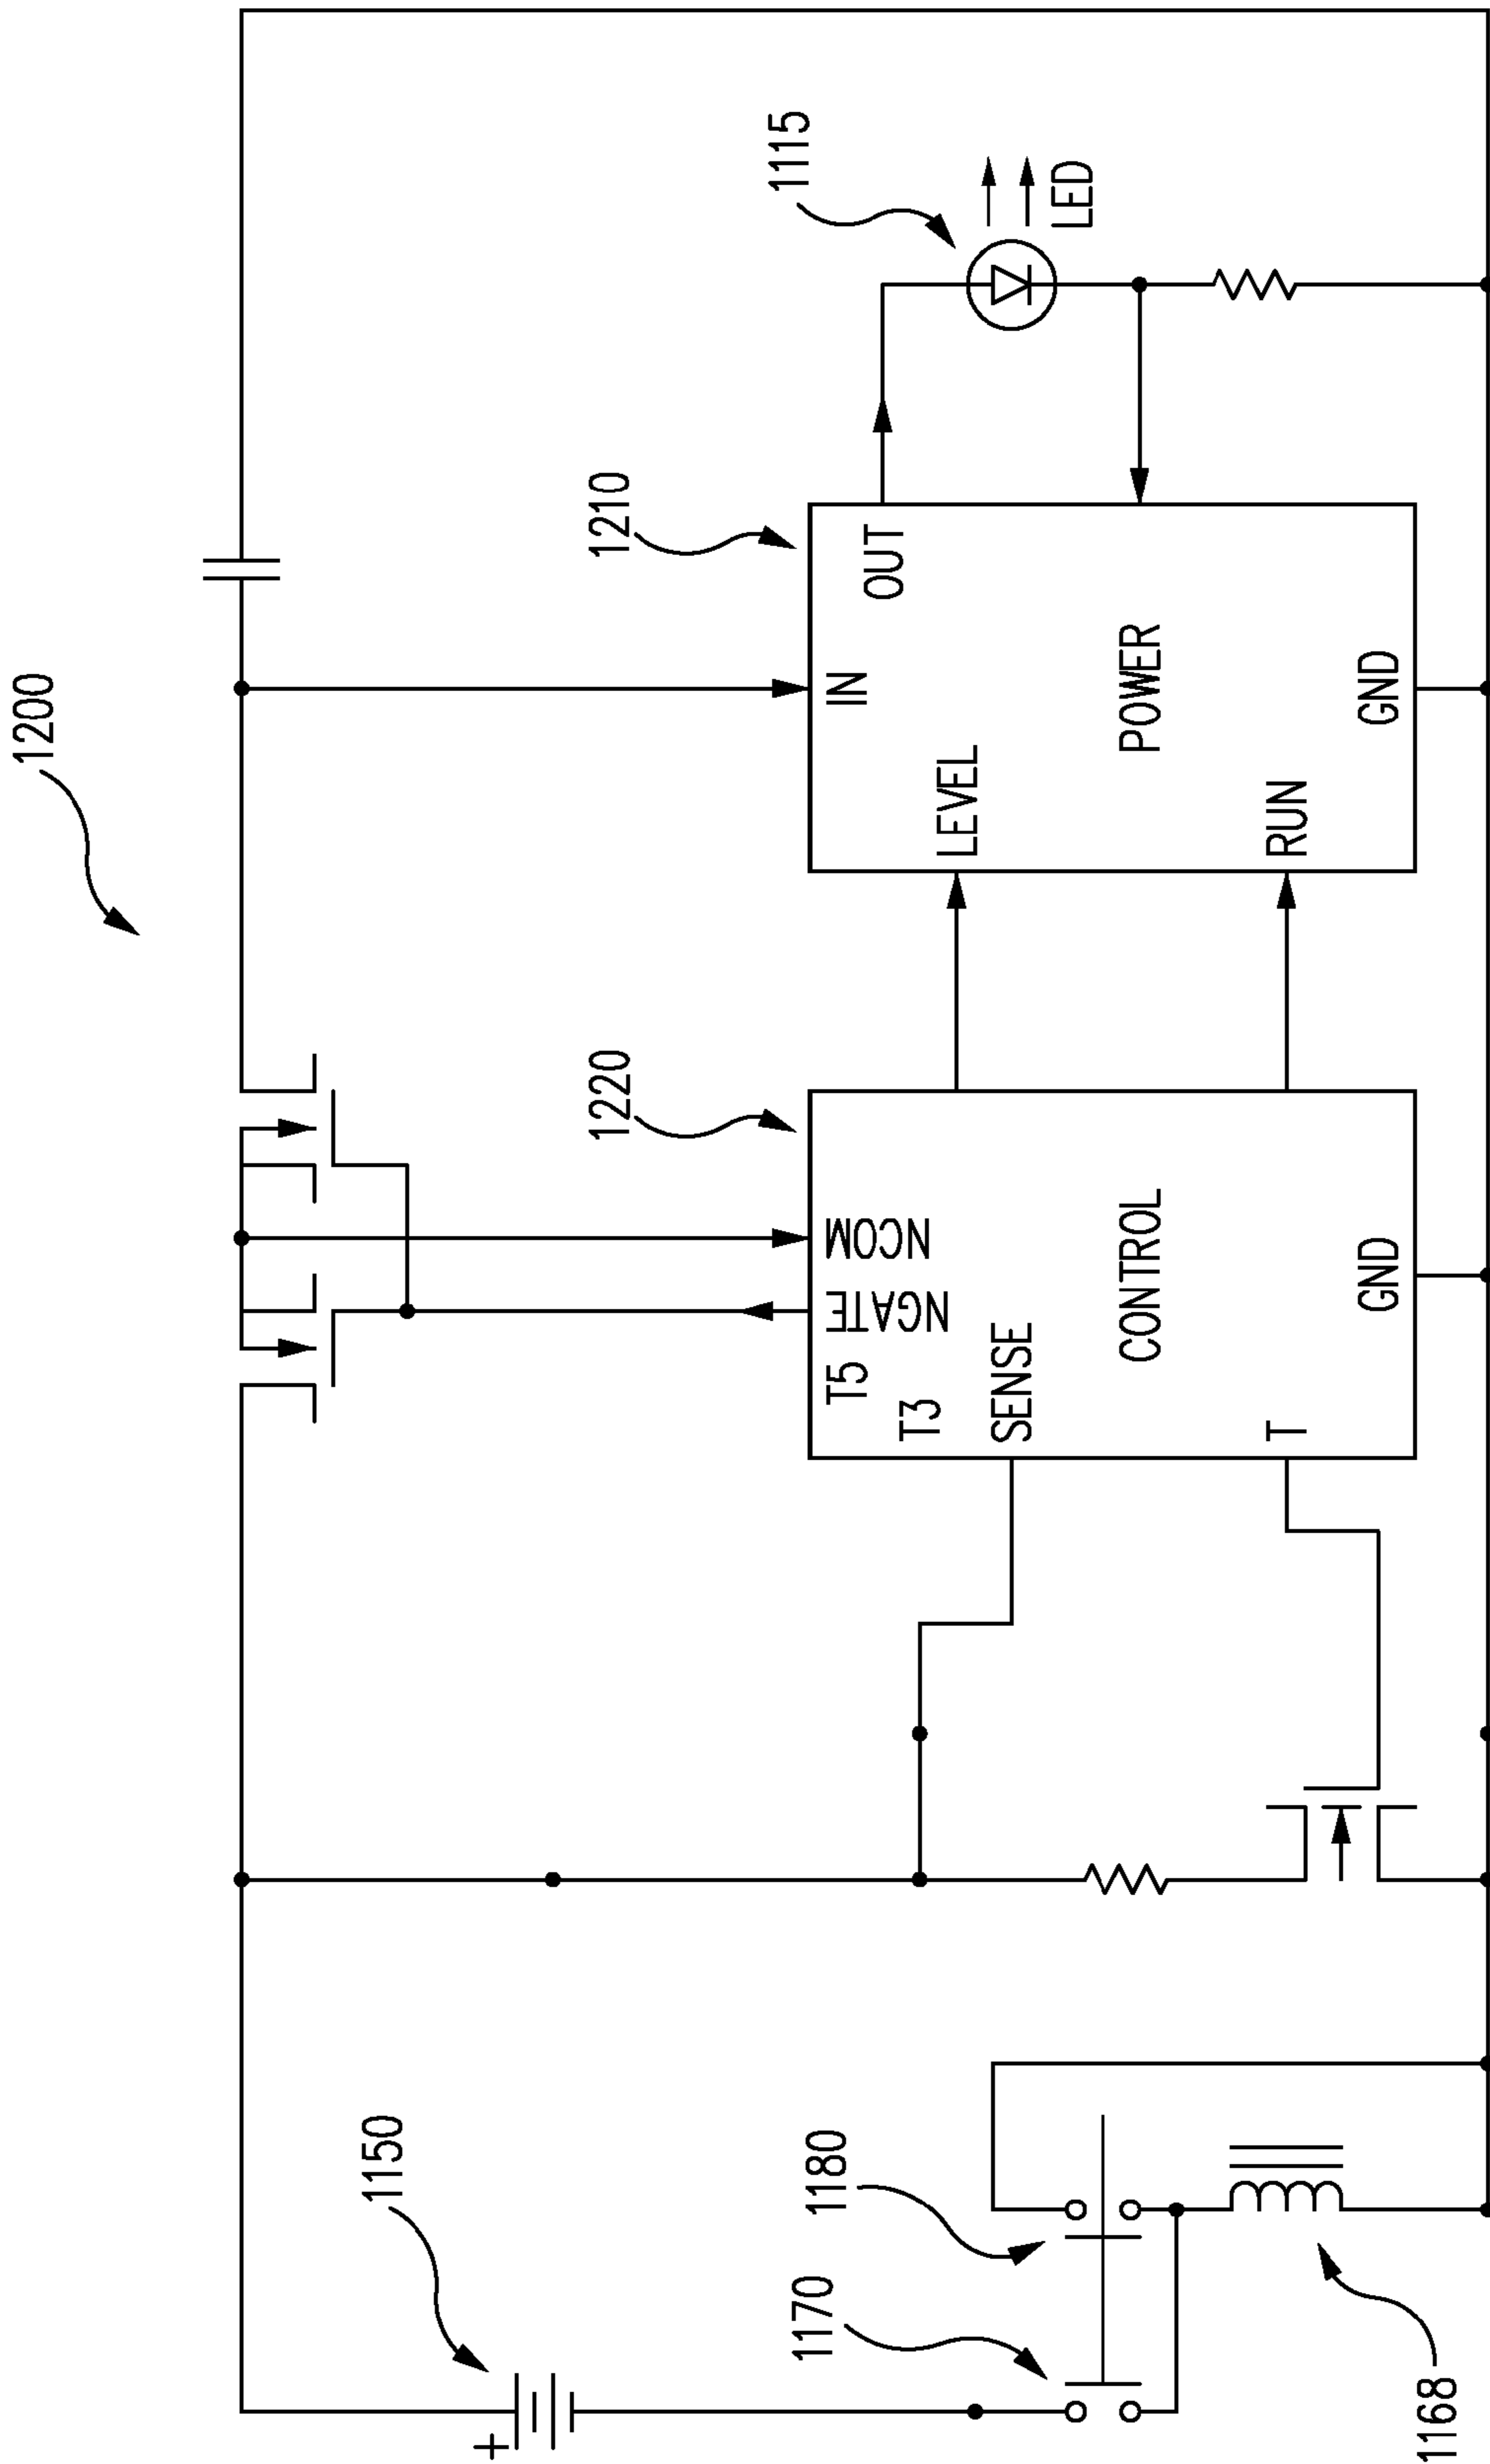 1200
1150
+
1220
1210
1115
NCOM
NGATE
T5
T3
SENSE
CONTROL
T
GND
IN
OUT
LEVEL
POWER
RUN
GND
LED
1170
1180
1168